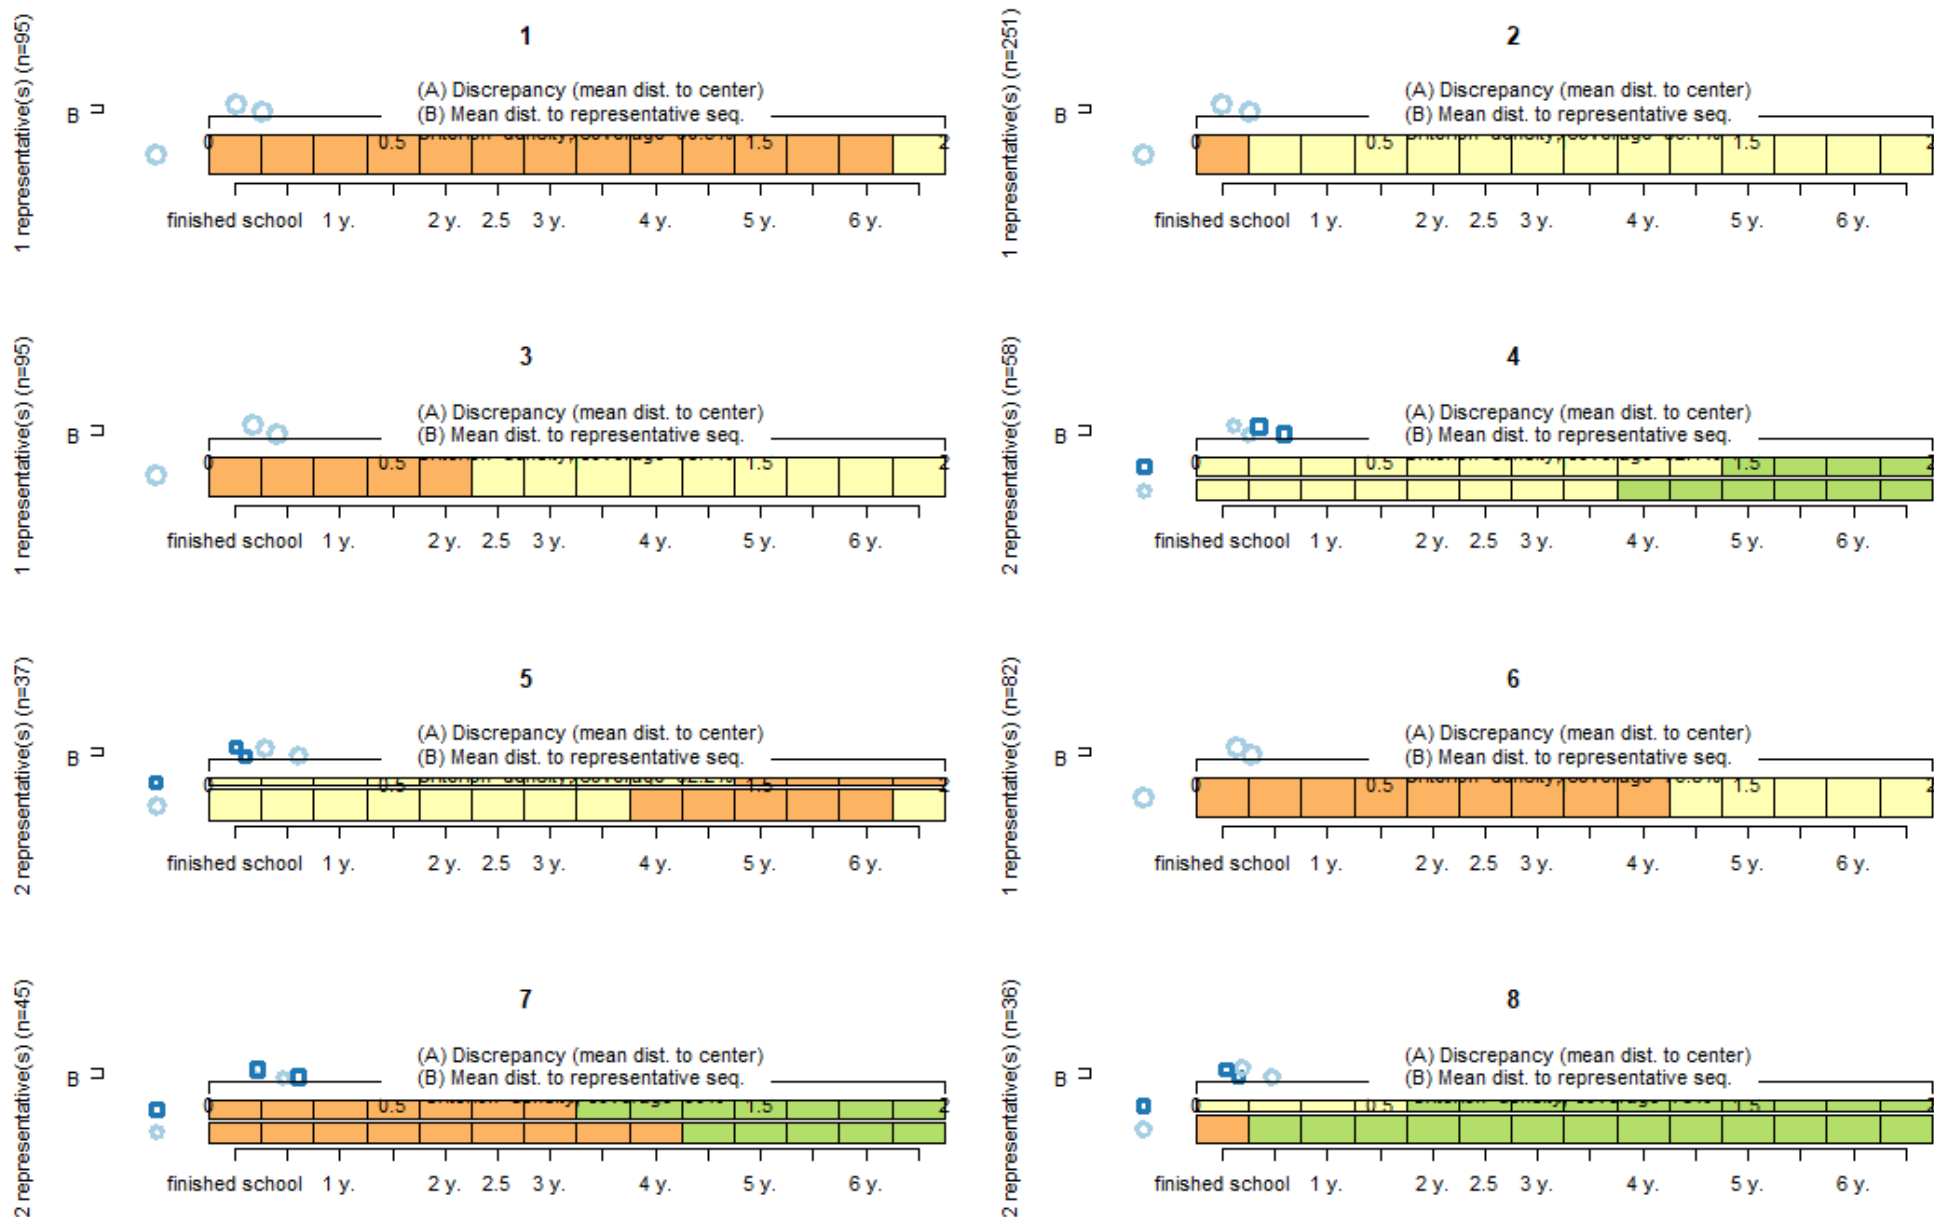 1
1 representative(s) (n=95)
(A) Discrepancy (mean dist. to center)
(B) Mean dist. to representative seq.
B
0 0.5 1.5 2
finished school 1 y. 2 y. 2.5 3 y. 4 y. 5 y. 6 y.
2
1 representative(s) (n=251)
(A) Discrepancy (mean dist. to center)
(B) Mean dist. to representative seq.
B
0 0.5 1.5 2
finished school 1 y. 2 y. 2.5 3 y. 4 y. 5 y. 6 y.
3
1 representative(s) (n=95)
(A) Discrepancy (mean dist. to center)
(B) Mean dist. to representative seq.
B
0 0.5 1.5 2
finished school 1 y. 2 y. 2.5 3 y. 4 y. 5 y. 6 y.
4
2 representative(s) (n=58)
(A) Discrepancy (mean dist. to center)
(B) Mean dist. to representative seq.
B
0 0.5 1.5 2
finished school 1 y. 2 y. 2.5 3 y. 4 y. 5 y. 6 y.
5
2 representative(s) (n=37)
(A) Discrepancy (mean dist. to center)
(B) Mean dist. to representative seq.
B
0 0.5 1.5 2
finished school 1 y. 2 y. 2.5 3 y. 4 y. 5 y. 6 y.
6
1 representative(s) (n=82)
(A) Discrepancy (mean dist. to center)
(B) Mean dist. to representative seq.
B
0 0.5 1.5 2
finished school 1 y. 2 y. 2.5 3 y. 4 y. 5 y. 6 y.
7
2 representative(s) (n=45)
(A) Discrepancy (mean dist. to center)
(B) Mean dist. to representative seq.
B
0 0.5 1.5 2
finished school 1 y. 2 y. 2.5 3 y. 4 y. 5 y. 6 y.
8
2 representative(s) (n=36)
(A) Discrepancy (mean dist. to center)
(B) Mean dist. to representative seq.
B
0 0.5 1.5 2
finished school 1 y. 2 y. 2.5 3 y. 4 y. 5 y. 6 y.